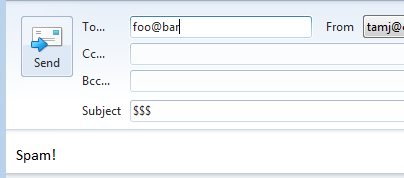 To... foo@bar From tamj@
Send Cc...
Bcc...
Subject $$$
Spam!